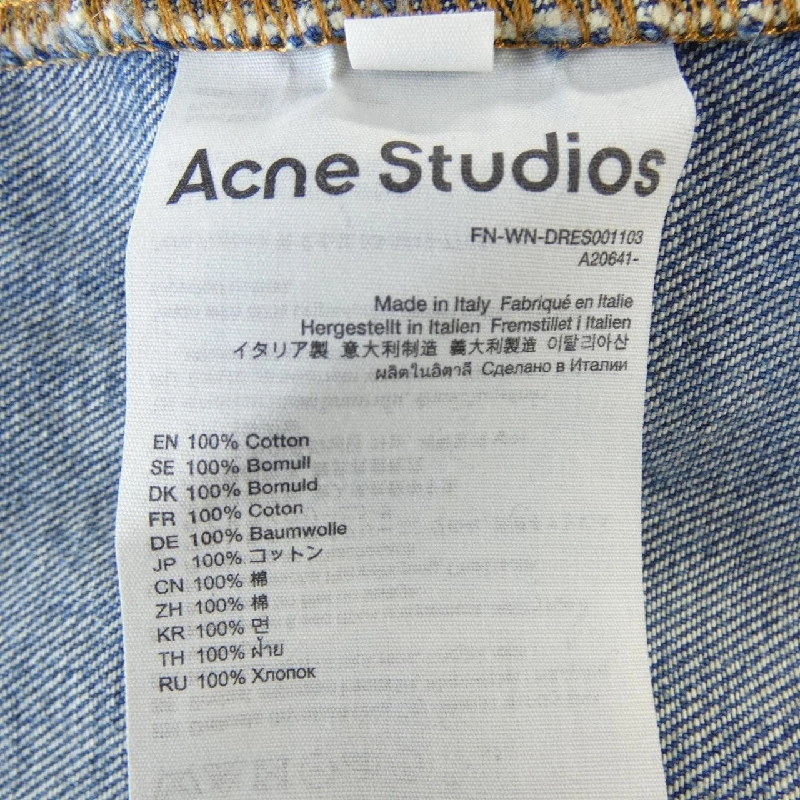 Acne Studios
FN-WN-DRES001103
A20641-
Made in Italy Fabriqué en Italie
Hergestellt in Italien Fremstillet i Italien
イタリア製 意大利制造 義大利製造 이탈리아산
ผลิตในอิตาลี Сделано в Италии
EN 100% Cotton
SE 100% Bomull
DK 100% Bomuld
FR 100% Coton
DE 100% Baumwolle
JP 100% コットン
CN 100% 棉
ZH 100% 棉
KR 100% 면
TH 100% ฝ้าย
RU 100% Хлопок